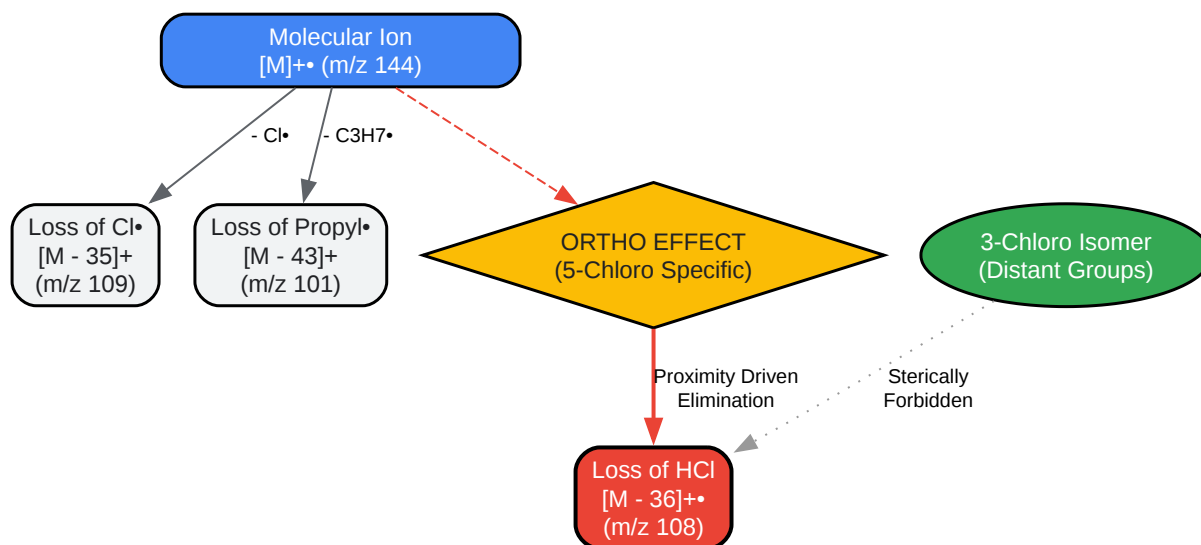 Molecular Ion
[M]+• (m/z 144)
- Cl•
- C3H7•
Loss of Cl•
[M - 35]+
(m/z 109)
Loss of Propyl•
[M - 43]+
(m/z 101)
ORTHO EFFECT
(5-Chloro Specific)
3-Chloro Isomer
(Distant Groups)
Proximity Driven
Elimination
Sterically
Forbidden
Loss of HCl
[M - 36]+•
(m/z 108)